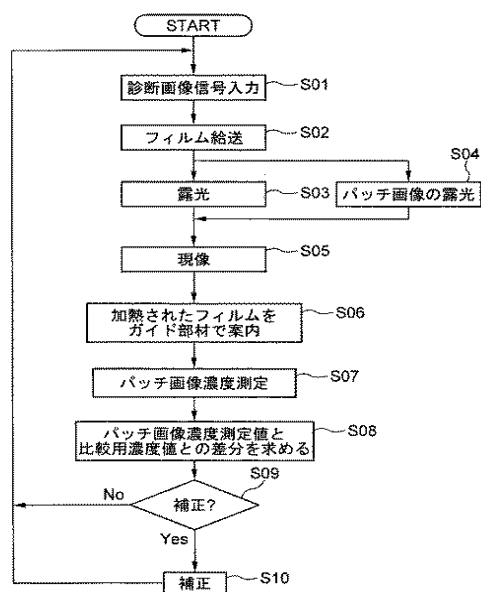 START
診断画像信号入力
S01
フィルム給送
S02
S04
露光
S03
パッチ画像の露光
現像
S05
加熱されたフィルムを
ガイド部材で案内
S06
パッチ画像濃度測定
S07
パッチ画像濃度測定値と
比較用濃度値との差分を求める
S08
S09
No
補正?
Yes
補正
S10